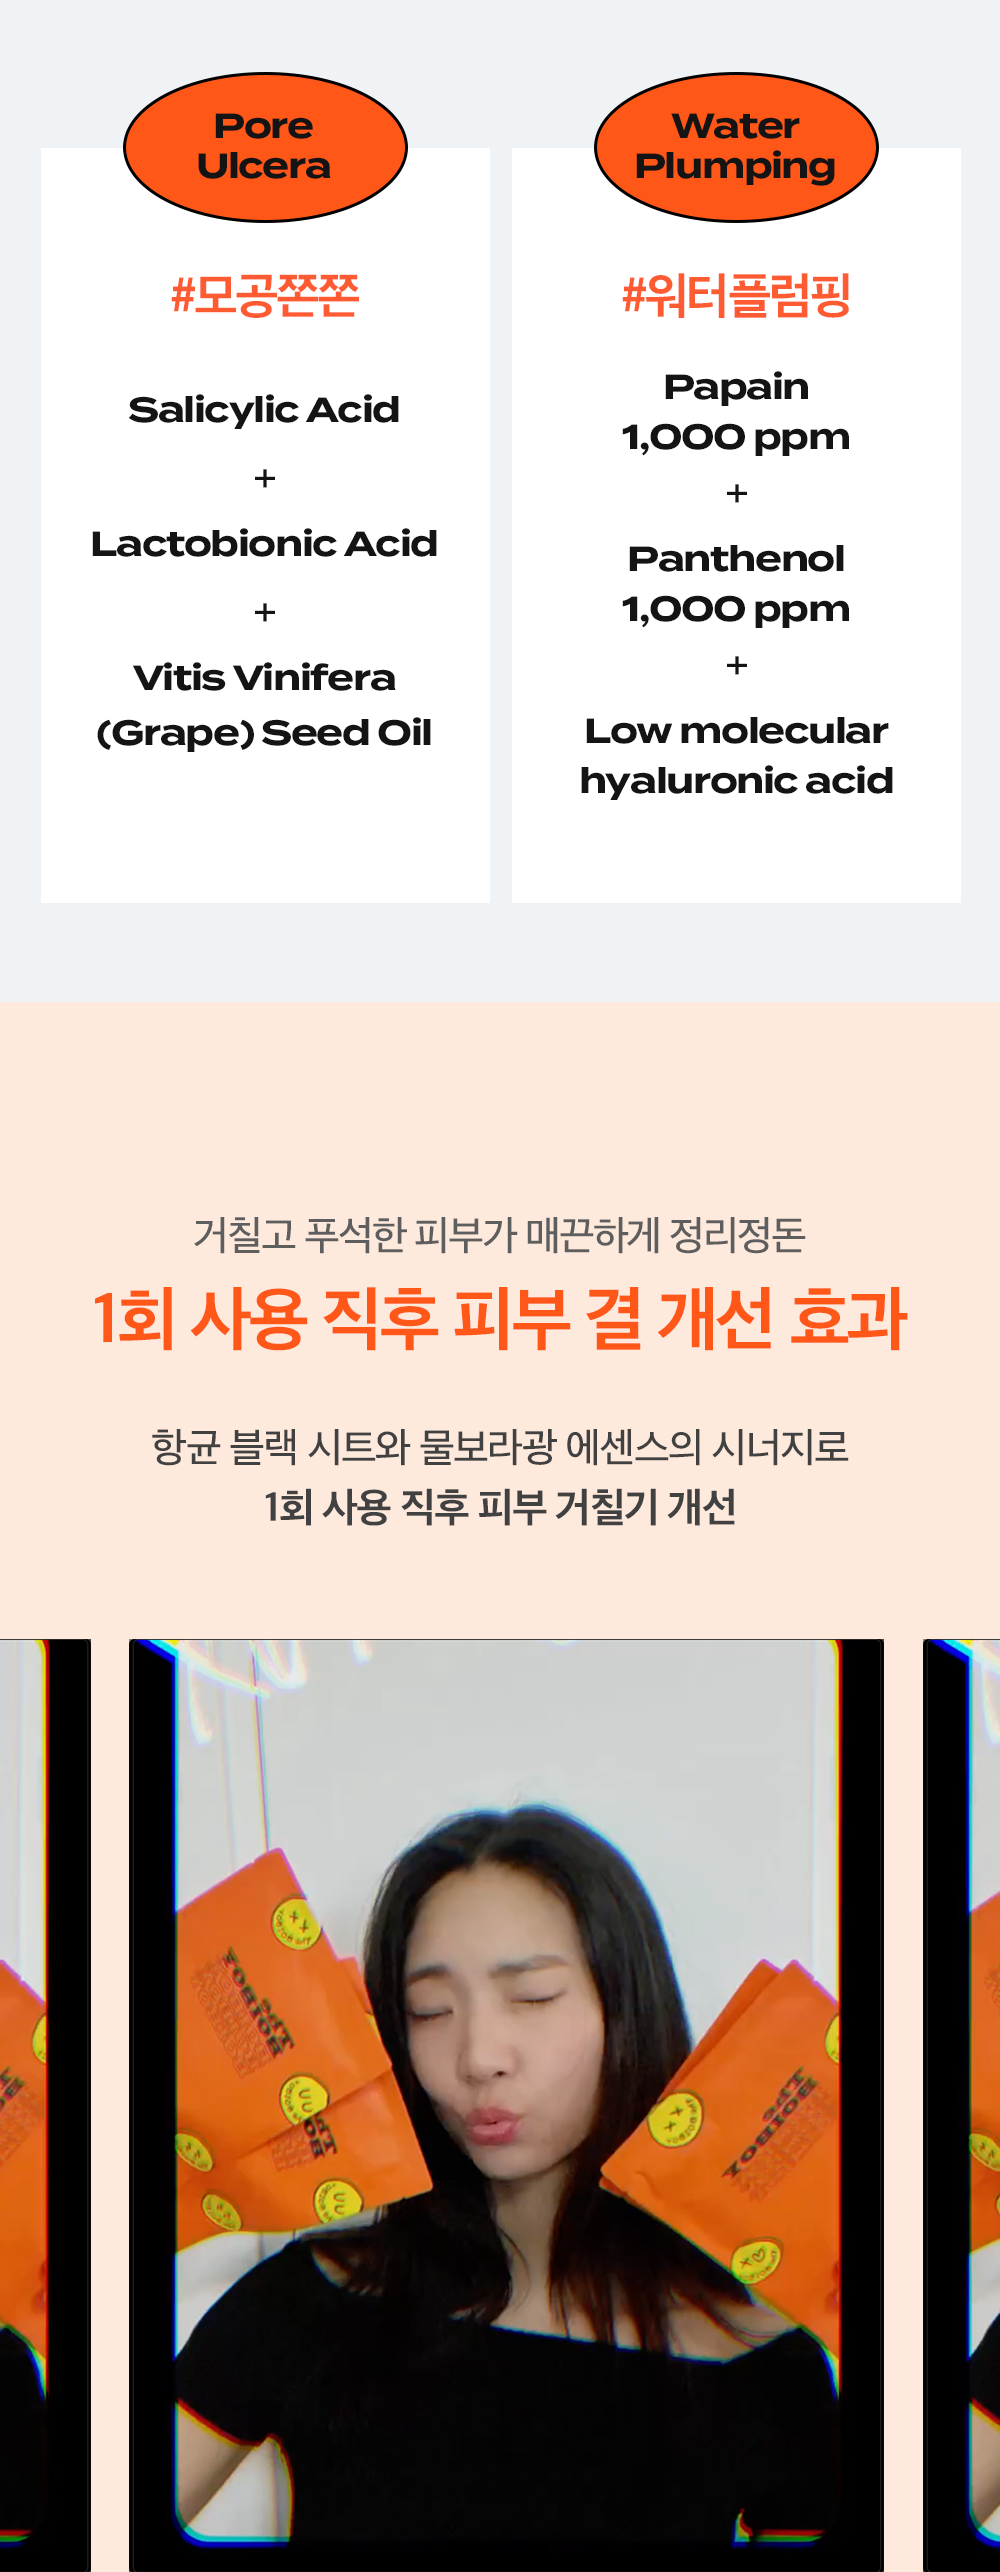 Pore
Ulcera
#모공쫀쫀
Salicylic Acid
+
Lactobionic Acid
+
Vitis Vinifera
(Grape) Seed Oil
Water
Plumping
#워터플럼핑
Papain
1,000 ppm
+
Panthenol
1,000 ppm
+
Low molecular
hyaluronic acid
거칠고 푸석한 피부가 매끈하게 정리정돈
1회 사용 직후 피부 결 개선 효과
항균 블랙 시트와 물보라광 에센스의 시너지로
1회 사용 직후 피부 거칠기 개선